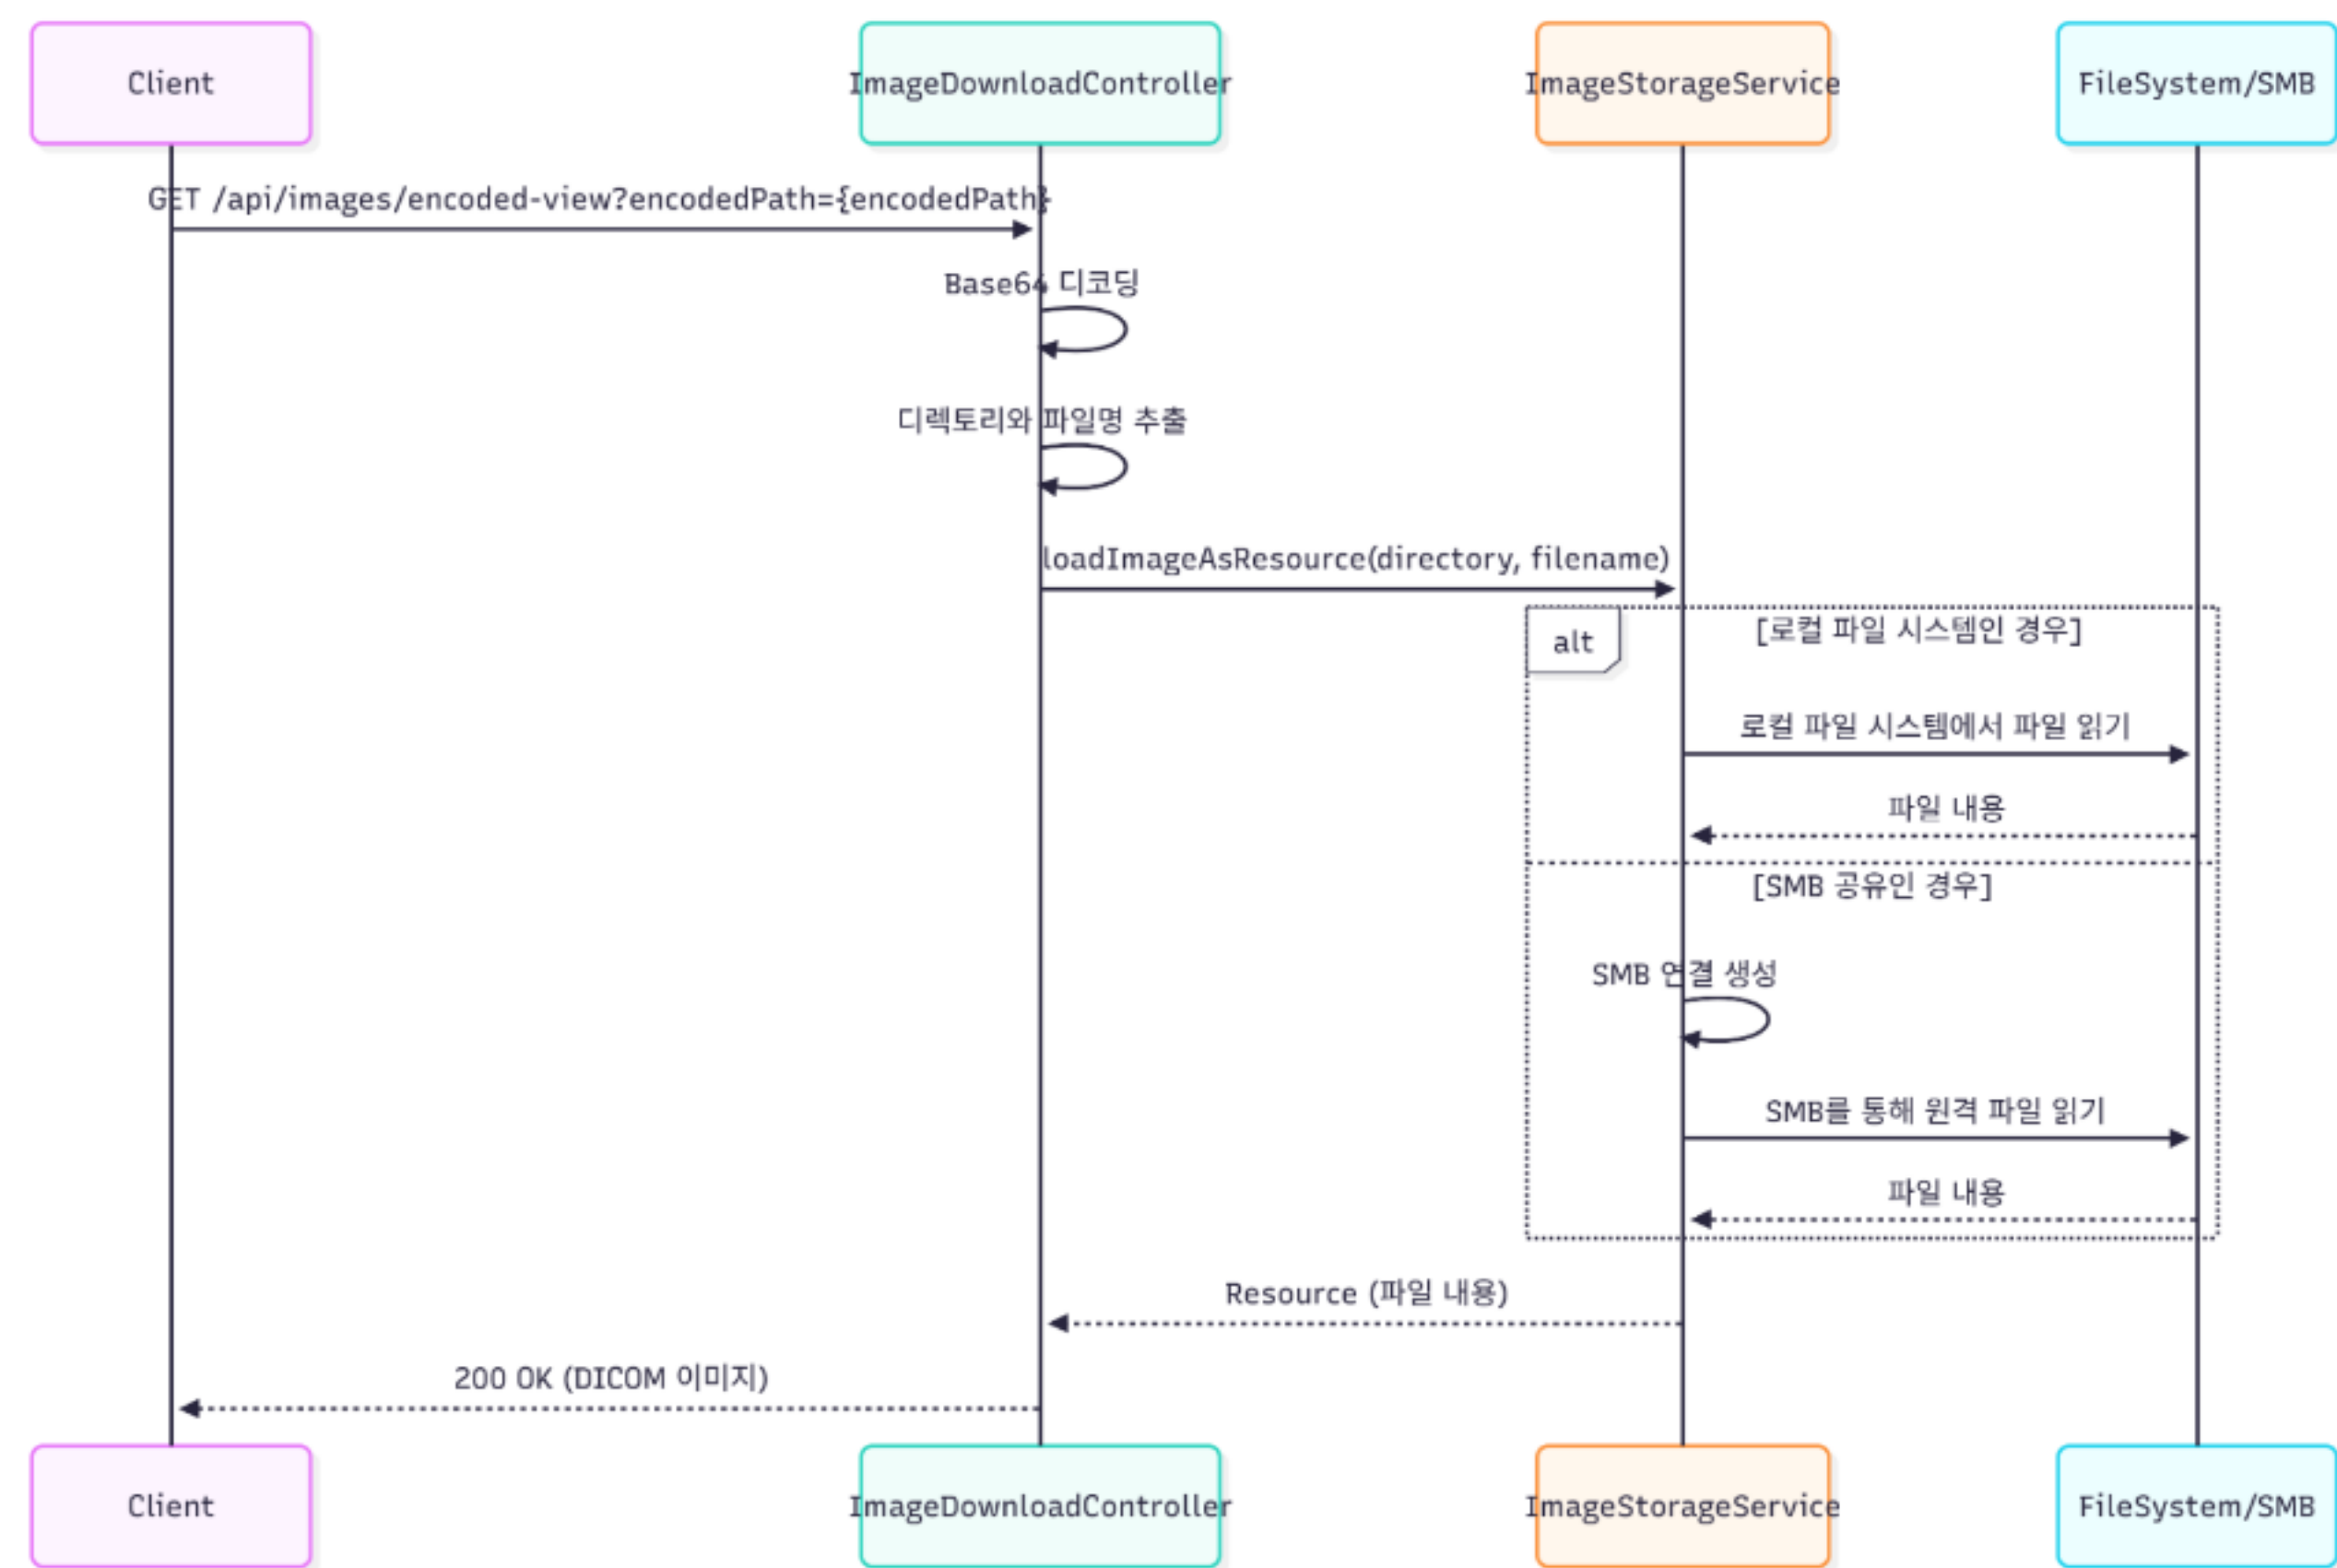 Client
ImageDownloadController
ImageStorageService
FileSystem/SMB
GET /api/images/encoded-view?encodedPath={encodedPath}
Base64 디코딩
디렉토리와 파일명 추출
loadImageAsResource(directory, filename)
alt
[로컬 파일 시스템인 경우]
로컬 파일 시스템에서 파일 읽기
파일 내용
[SMB 공유인 경우]
SMB 연결 생성
SMB를 통해 원격 파일 읽기
파일 내용
Resource (파일 내용)
200 OK (DICOM 이미지)
Client
ImageDownloadController
ImageStorageService
FileSystem/SMB